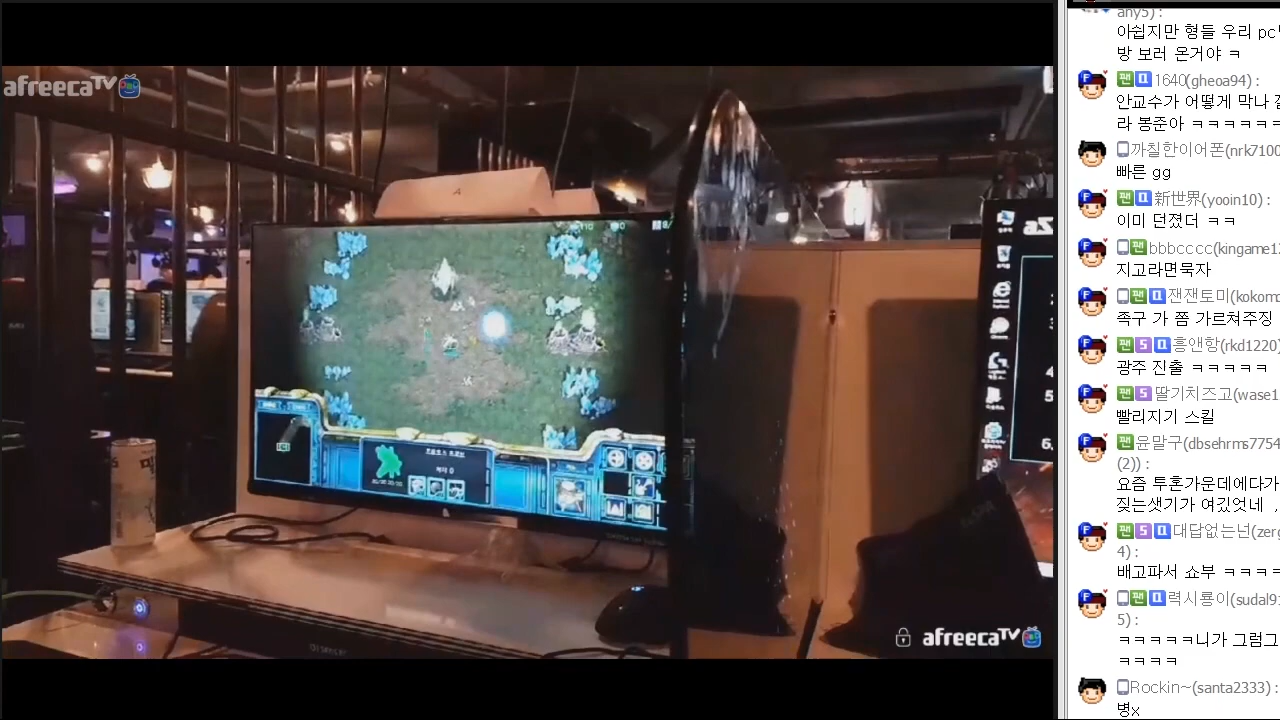 afreecaTV
afreecaTV
any5) :
아쉽지만 형들 우리 pc
방 보러 온거야 ㅋ
팬 Q 1640(gheoa94) :
안교수가 어떻게 막나
라 봉준아 ㅋㅋㅋㅋㅋㅋ
까칠한이어폰(nrk7100
빠른 gg
팬 Q 新世界(yooin10) :
이미 던졌더 ㅋㅋ
팬 bbbcccc(kingame1
지고라면묵자
팬 Q 잰잰토미(kokom
족구 가 쫌 가르쳐주징
팬 S Q 흥앤항(rkd1220)
광주 진출 ㅋㅋㅋㅋㅋ
팬 S 딸기치즈고(wase1
빨리지기 스킬
팬 윤말구(dbsehrms7754
(2)) :
요즘 투혼가운데에다가
짖는샛기가 여깄엇네
팬 S Q 대답없는넌(zerg
4) :
배고파서 쇼부 ㅋㅋㅋㅋ
팬 Q 력시룡이(sudal9
5) :
ㅋㅋㅋㅋㅋ니가 그럼그
ㅋㅋㅋㅋ
Rockin~(santa2333) :
병x